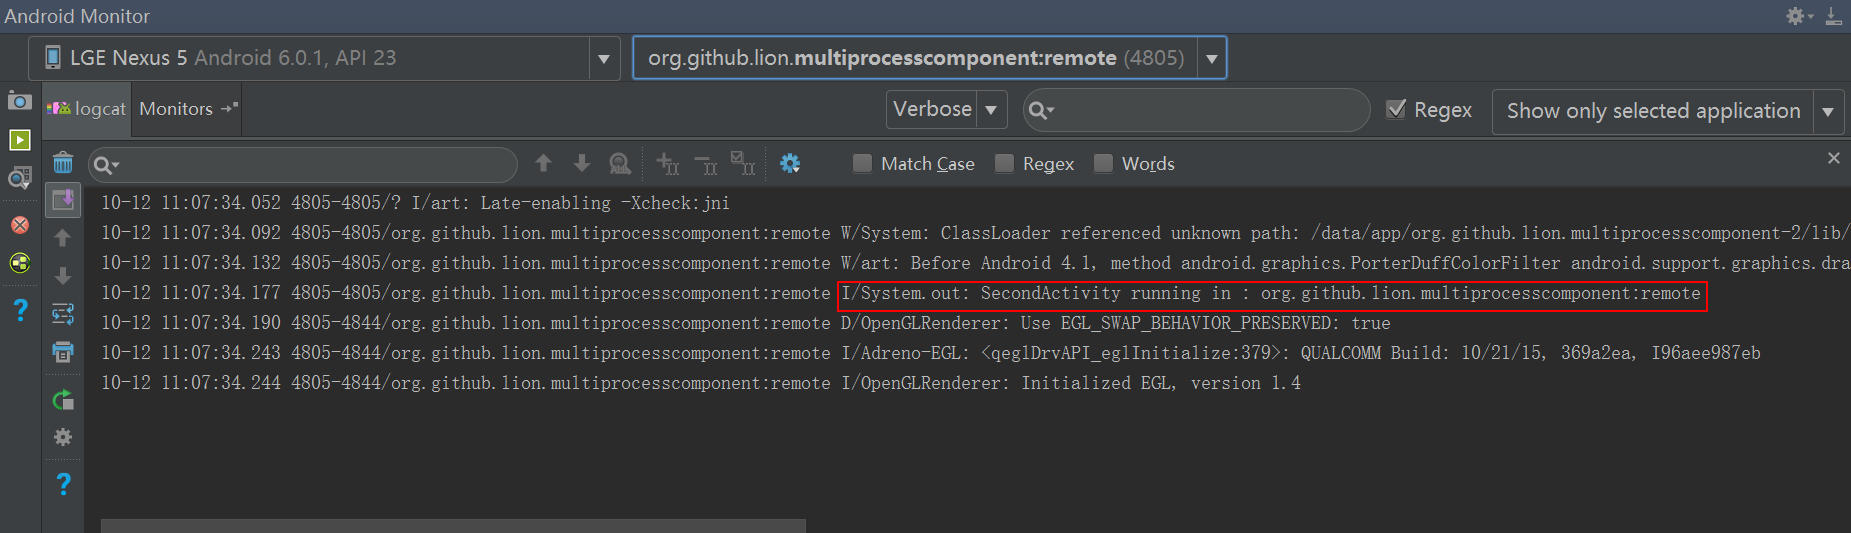 Android Monitor
LGE Nexus 5 Android 6.0.1, API 23
org.github.lion.multiprocesscomponent:remote (4805)
logcat
Monitors
Verbose
Regex
Show only selected application
Match Case
Regex
Words
10-12 11:07:34.052 4805-4805/? I/art: Late-enabling -Xcheck:jni
10-12 11:07:34.092 4805-4805/org.github.lion.multiprocesscomponent:remote W/System: ClassLoader referenced unknown path: /data/app/org.github.lion.multiprocesscomponent-2/lib/
10-12 11:07:34.132 4805-4805/org.github.lion.multiprocesscomponent:remote W/art: Before Android 4.1, method android.graphics.PorterDuffColorFilter android.support.graphics.dra
10-12 11:07:34.177 4805-4805/org.github.lion.multiprocesscomponent:remote I/System.out: SecondActivity running in : org.github.lion.multiprocesscomponent:remote
10-12 11:07:34.190 4805-4844/org.github.lion.multiprocesscomponent:remote D/OpenGLRenderer: Use EGL_SWAP_BEHAVIOR_PRESERVED: true
10-12 11:07:34.243 4805-4844/org.github.lion.multiprocesscomponent:remote I/Adreno-EGL: <qeglDrvAPI_eglInitialize:379>: QUALCOMM Build: 10/21/15, 369a2ea, I96aee987eb
10-12 11:07:34.244 4805-4844/org.github.lion.multiprocesscomponent:remote I/OpenGLRenderer: Initialized EGL, version 1.4